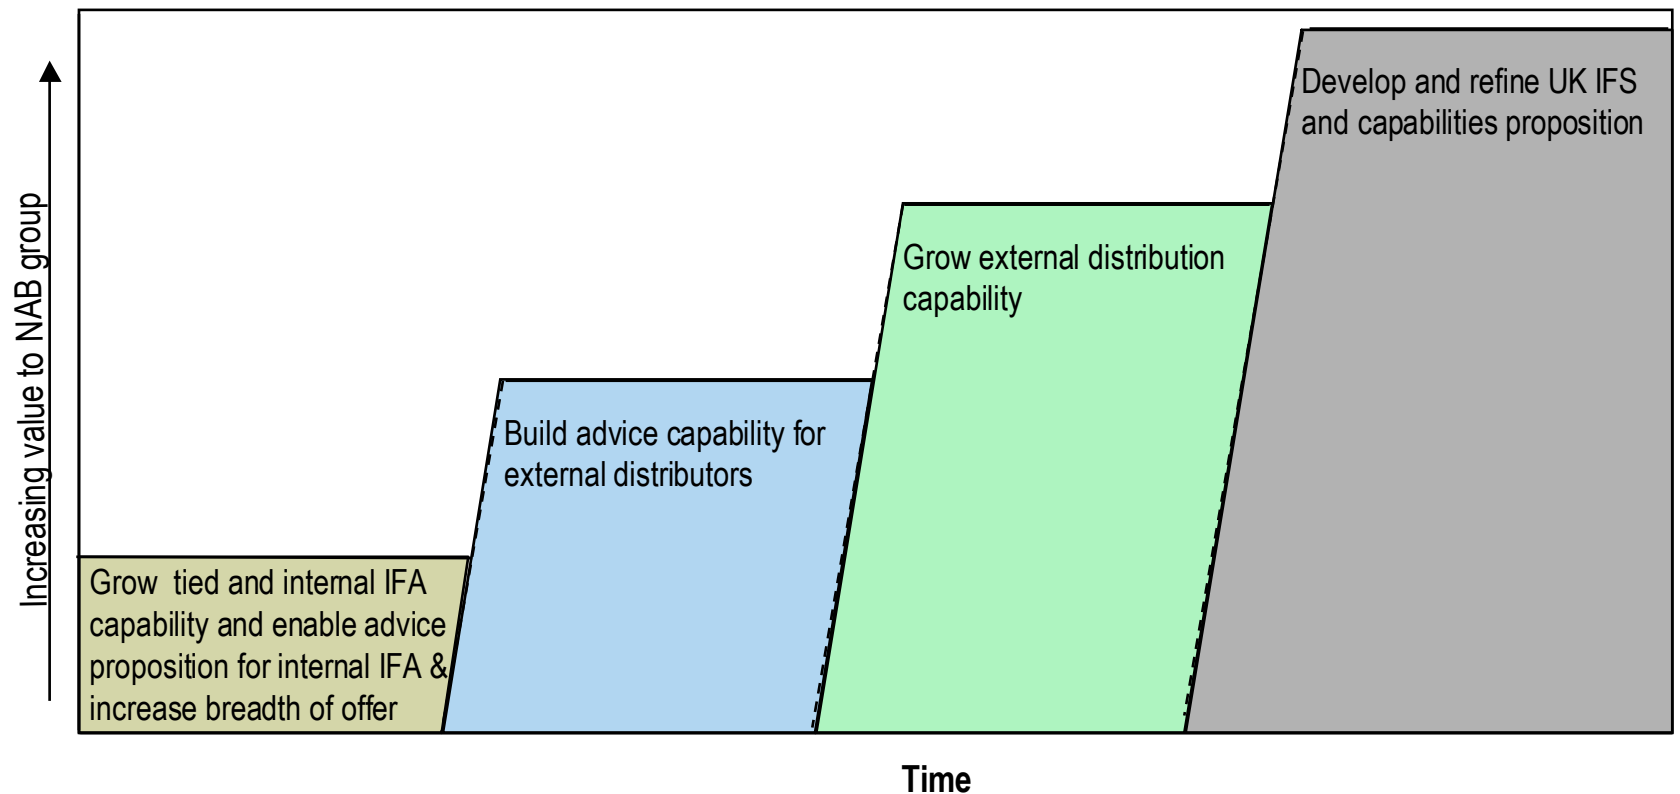 Increasing value to NAB group
Develop and refine UK IFS
and capabilities proposition
Grow external distribution
capability
Build advice capability for
external distributors
Grow tied and internal IFA
capability and enable advice
proposition for internal IFA &
increase breadth of offer
Time